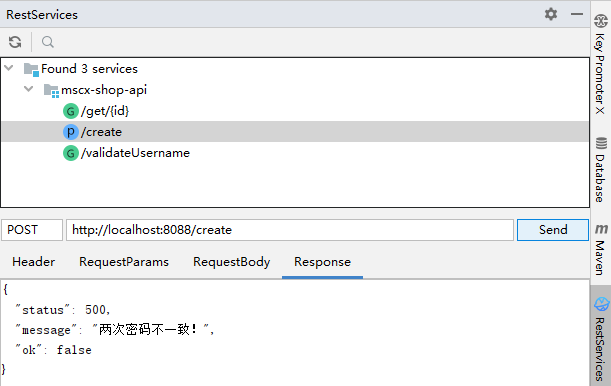 RestServices
Found 3 services
mscx-shop-api
G /get/{id}
P /create
G /validateUsername
POST http://localhost:8088/create Send
Header RequestParams RequestBody Response
{
"status": 500,
"message": "两次密码不一致！",
"ok": false
}
Key Promoter X
Database
m Maven
RestServices